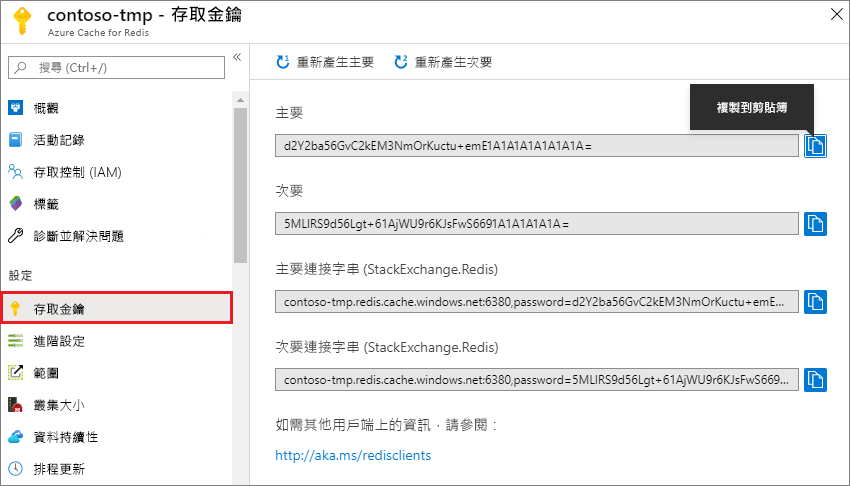 contoso-tmp - 存取金鑰
Azure Cache for Redis
搜尋 (Ctrl+/)
概觀
活動記錄
存取控制 (IAM)
標籤
診斷並解決問題
設定
存取金鑰
進階設定
範圍
叢集大小
資料持續性
排程更新
重新產生主要 重新產生次要
複製到剪貼簿
主要
d2Y2ba56GvC2kEM3NmOrKuctu+emE1A1A1A1A1A1A1A=
次要
5MLIRS9d56Lgt+61AjWU9r6KJsFwS6691A1A1A1A1A=
主要連接字串 (StackExchange.Redis)
contoso-tmp.redis.cache.windows.net:6380,password=d2Y2ba56GvC2kEM3NmOrKuctu+emE...
次要連接字串 (StackExchange.Redis)
contoso-tmp.redis.cache.windows.net:6380,password=5MLIRS9d56Lgt+61AjWU9r6KJsFwS669...
如需其他用戶端上的資訊，請參閱：
http://aka.ms/redisclients